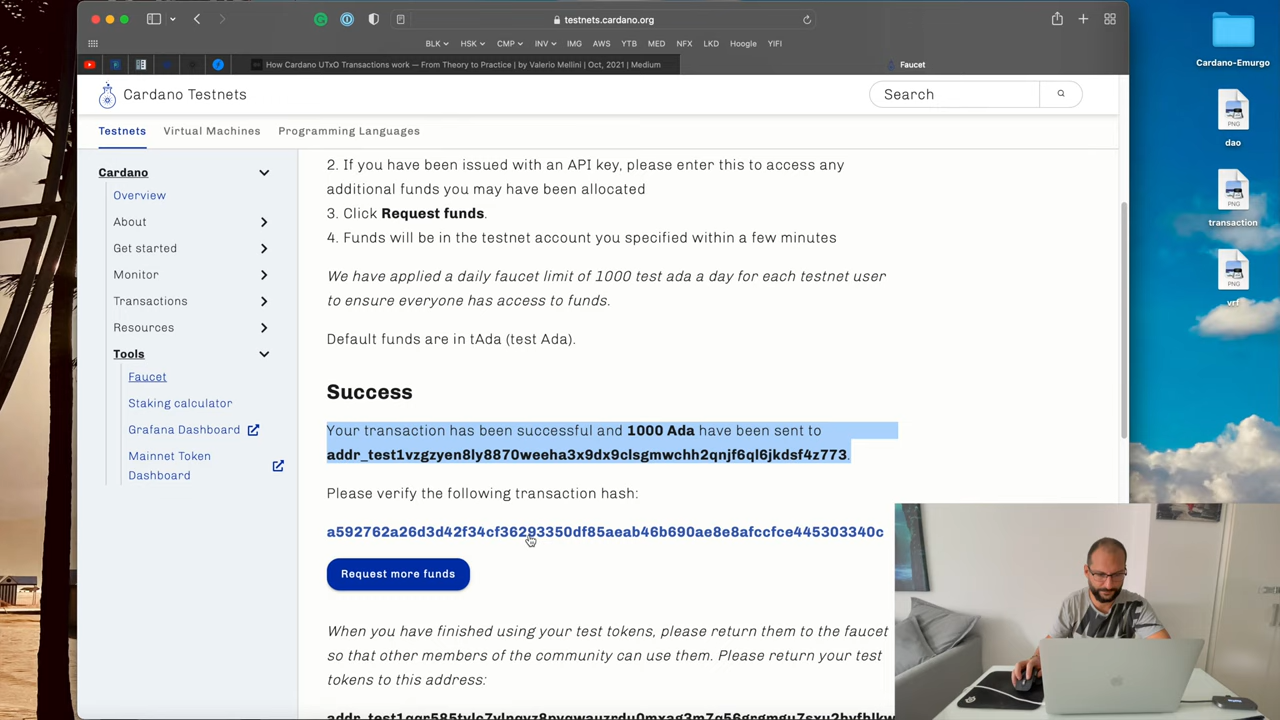 testnets.cardano.org
BLK HSK CMP INV IMG AWS YTB MED NFX LKD Hoogle YIFI
How Cardano UTxO Transactions work — From Theory to Practice | by Valerio Mellini | Oct, 2021 | Medium
Faucet
Cardano Testnets
Search
Testnets Virtual Machines Programming Languages
Cardano
Overview
About
Get started
Monitor
Transactions
Resources
Tools
Faucet
Staking calculator
Grafana Dashboard
Mainnet Token
Dashboard
2. If you have been issued with an API key, please enter this to access any
additional funds you may have been allocated
3. Click Request funds.
4. Funds will be in the testnet account you specified within a few minutes
We have applied a daily faucet limit of 1000 test ada a day for each testnet user
to ensure everyone has access to funds.
Default funds are in tAda (test Ada).
Success
Your transaction has been successful and 1000 Ada have been sent to
addr_test1vzgzyen8ly8870weeha3x9dx9clsgmwchh2qnjf6ql6jkdsf4z773.
Please verify the following transaction hash:
a592762a26d3d42f34cf36293350df85aeab46b690ae8e8afccfce445303340c
Request more funds
When you have finished using your test tokens, please return them to the faucet
so that other members of the community can use them. Please return your test
tokens to this address:
Cardano-Emurgo
PNG
dao
PNG
transaction
PNG
vrf